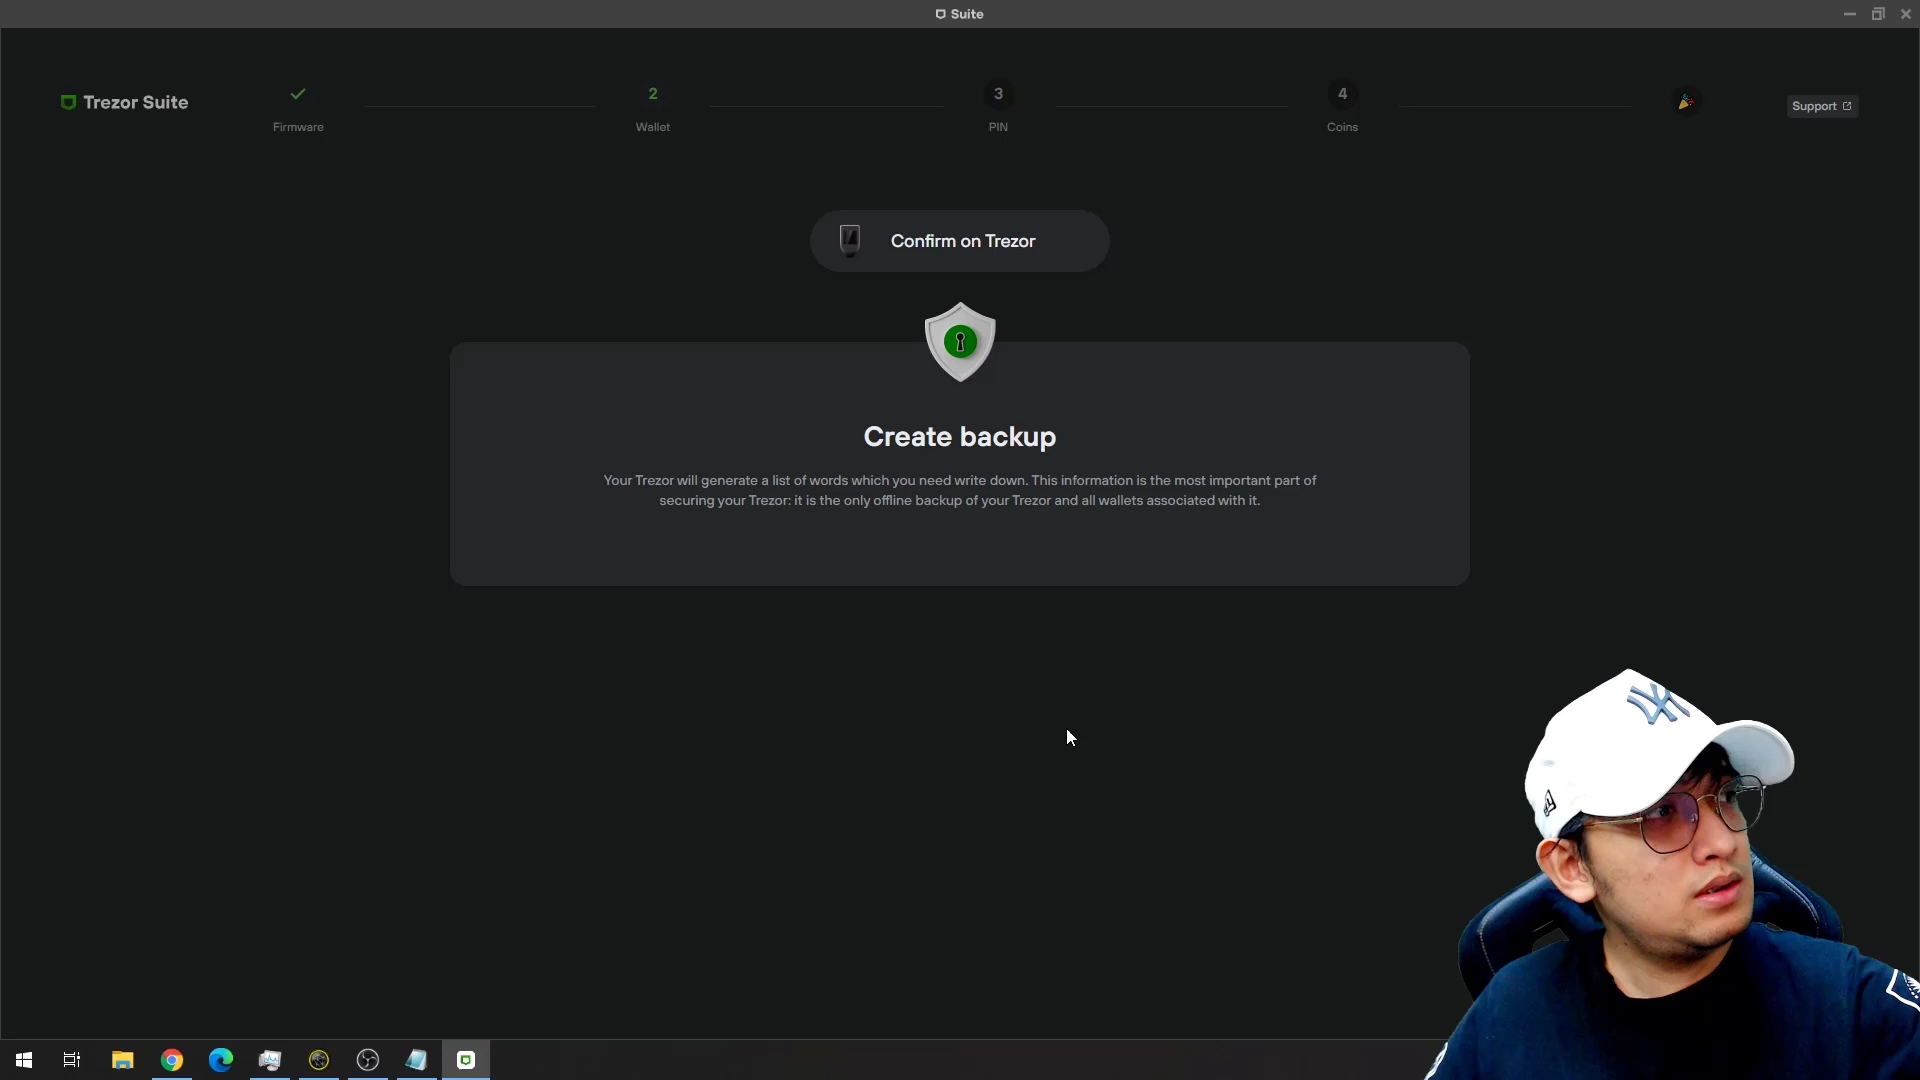 Suite
Trezor Suite
Firmware
2
Wallet
3
PIN
4
Coins
Support
Confirm on Trezor
Create backup
Your Trezor will generate a list of words which you need write down. This information is the most important part of
securing your Trezor: it is the only offline backup of your Trezor and all wallets associated with it.
NY